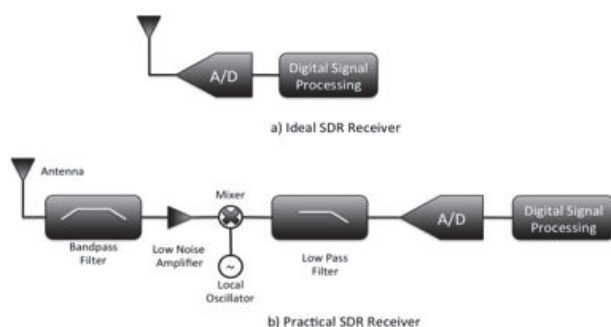 A/D
Digital Signal
Processing
a) Ideal SDR Receiver
Antenna
Mixer
A/D
Digital Signal
Processing
Bandpass
Filter
Low Noise
Amplifier
~
Local
Oscillator
Low Pass
Filter
b) Practical SDR Receiver